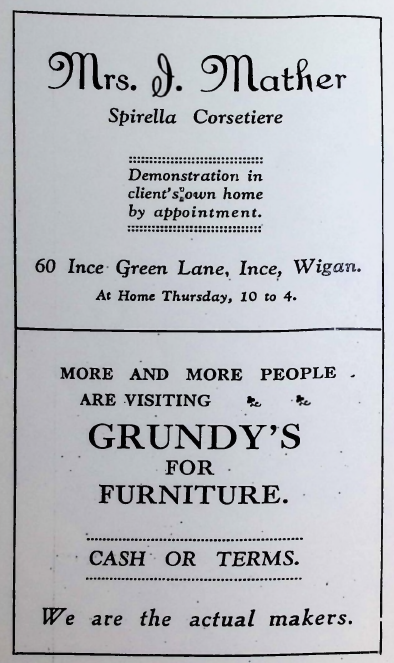 Mrs. J. Mather
Spirella Corsetiere
Demonstration in
client's own home
by appointment.
60 Ince Green Lane, Ince, Wigan.
At Home Thursday, 10 to 4.
MORE AND MORE PEOPLE
ARE VISITING
GRUNDY'S
FOR
FURNITURE.
CASH OR TERMS.
We are the actual makers.